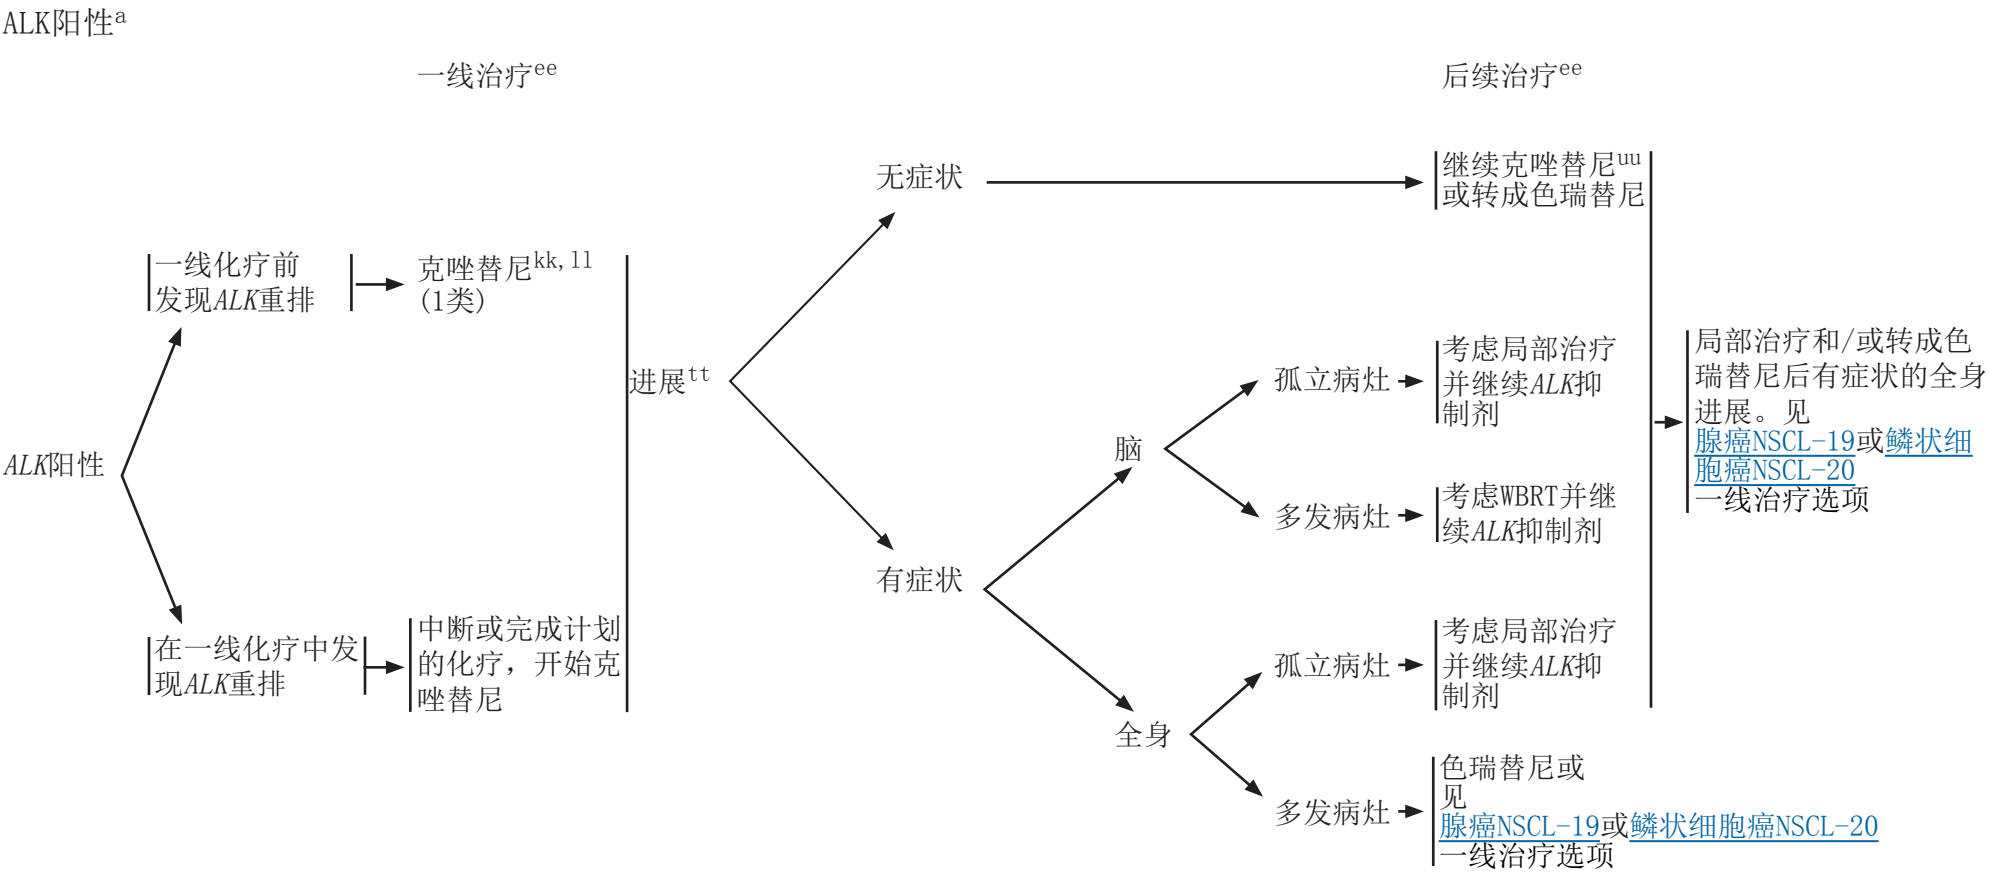 ALK阳性a
一线治疗ee
后续治疗ee
ALK阳性
一线化疗前
发现ALK重排
克唑替尼kk,ll
(1类)
在一线化疗中发
现ALK重排
中断或完成计划
的化疗，开始克
唑替尼
进展tt
无症状
继续克唑替尼uu
或转成色瑞替尼
有症状
脑
孤立病灶
考虑局部治疗
并继续ALK抑
制剂
多发病灶
考虑WBRT并继
续ALK抑制剂
全身
孤立病灶
考虑局部治疗
并继续ALK抑
制剂
多发病灶
色瑞替尼或
见
腺癌NSCL-19或鳞状细胞癌NSCL-20
一线治疗选项
局部治疗和/或转成色
瑞替尼后有症状的全身
进展。见
腺癌NSCL-19或鳞状细
胞癌NSCL-20
一线治疗选项